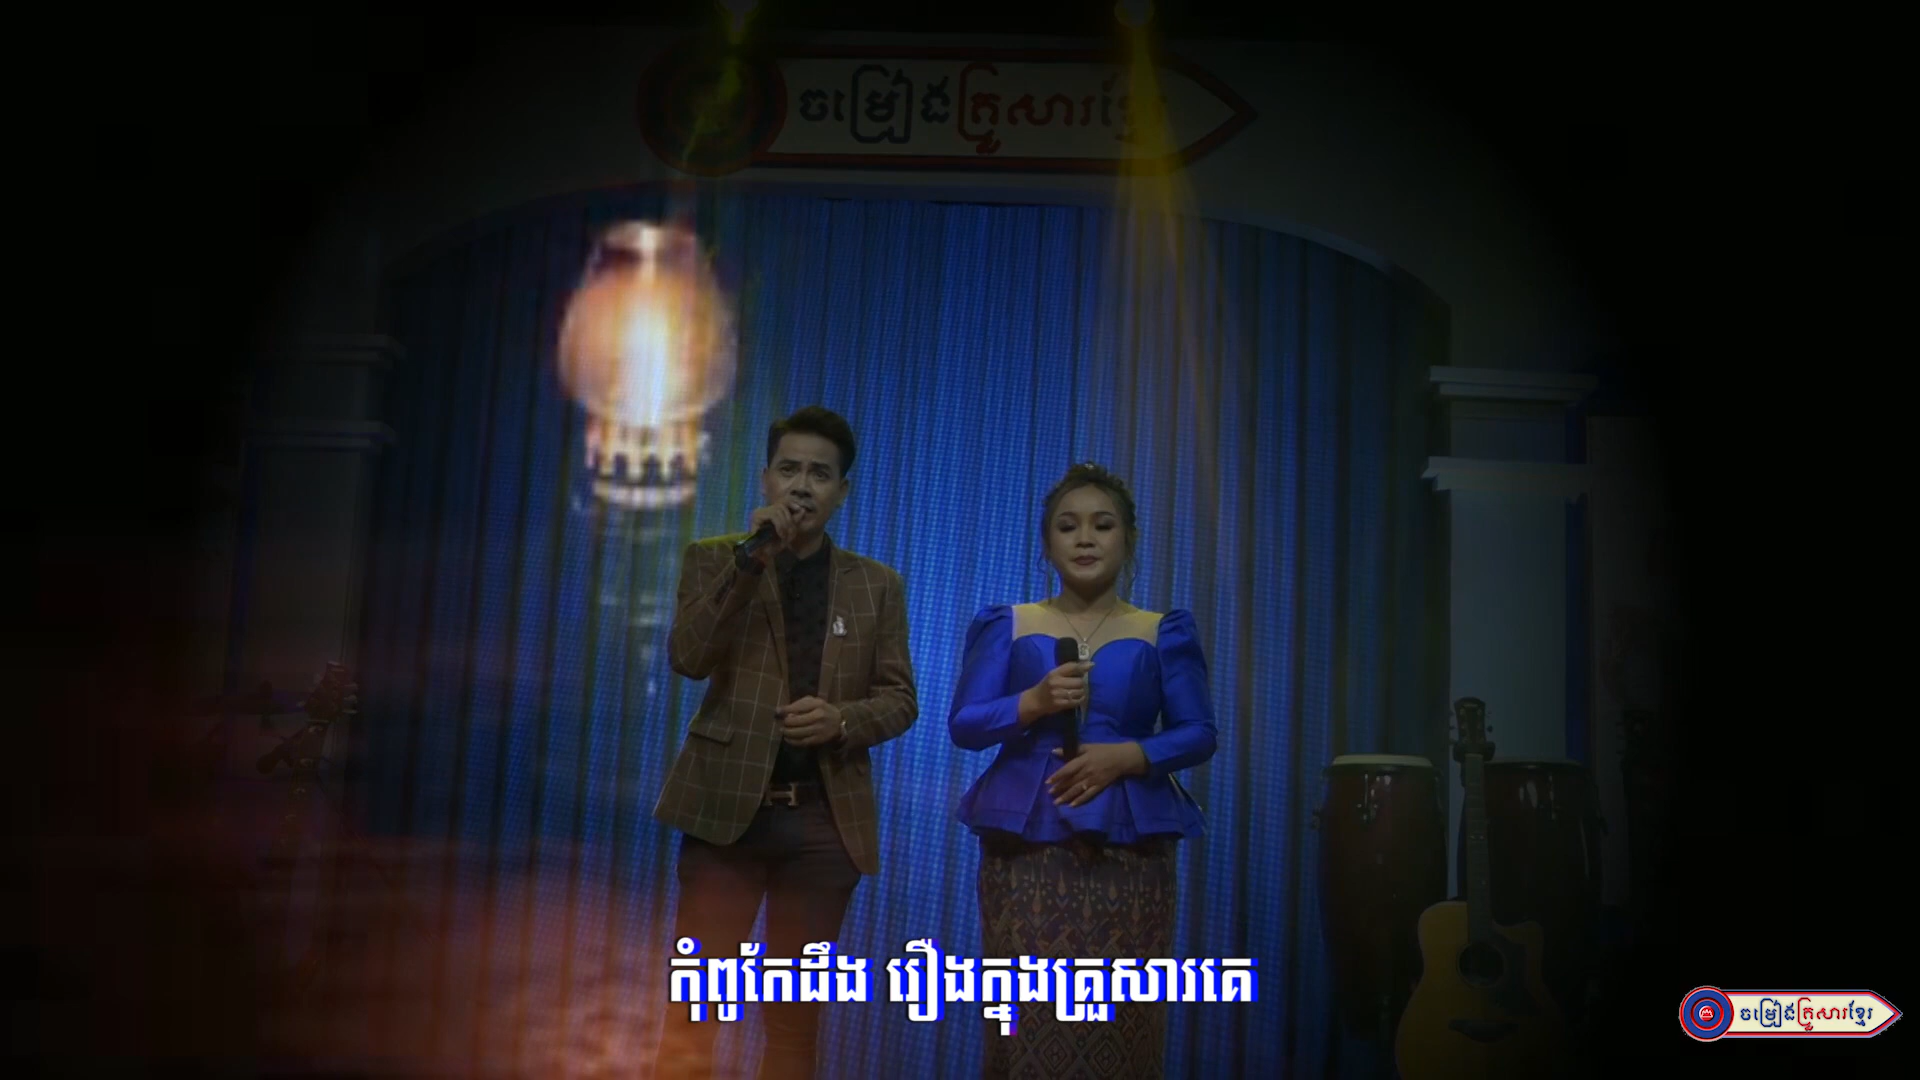 ចម្រៀងគ្រួសារខ្មែរ
កុំពូកែដឹង រឿងក្នុងគ្រួសារគេ
ចម្រៀងគ្រួសារខ្មែរ